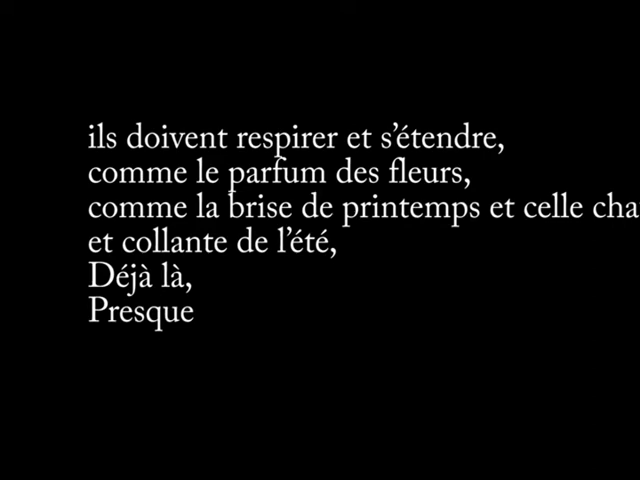 ils doivent respirer et s’étendre,
comme le parfum des fleurs,
comme la brise de printemps et celle
et collante de l’été,
Déjà là,
Presque